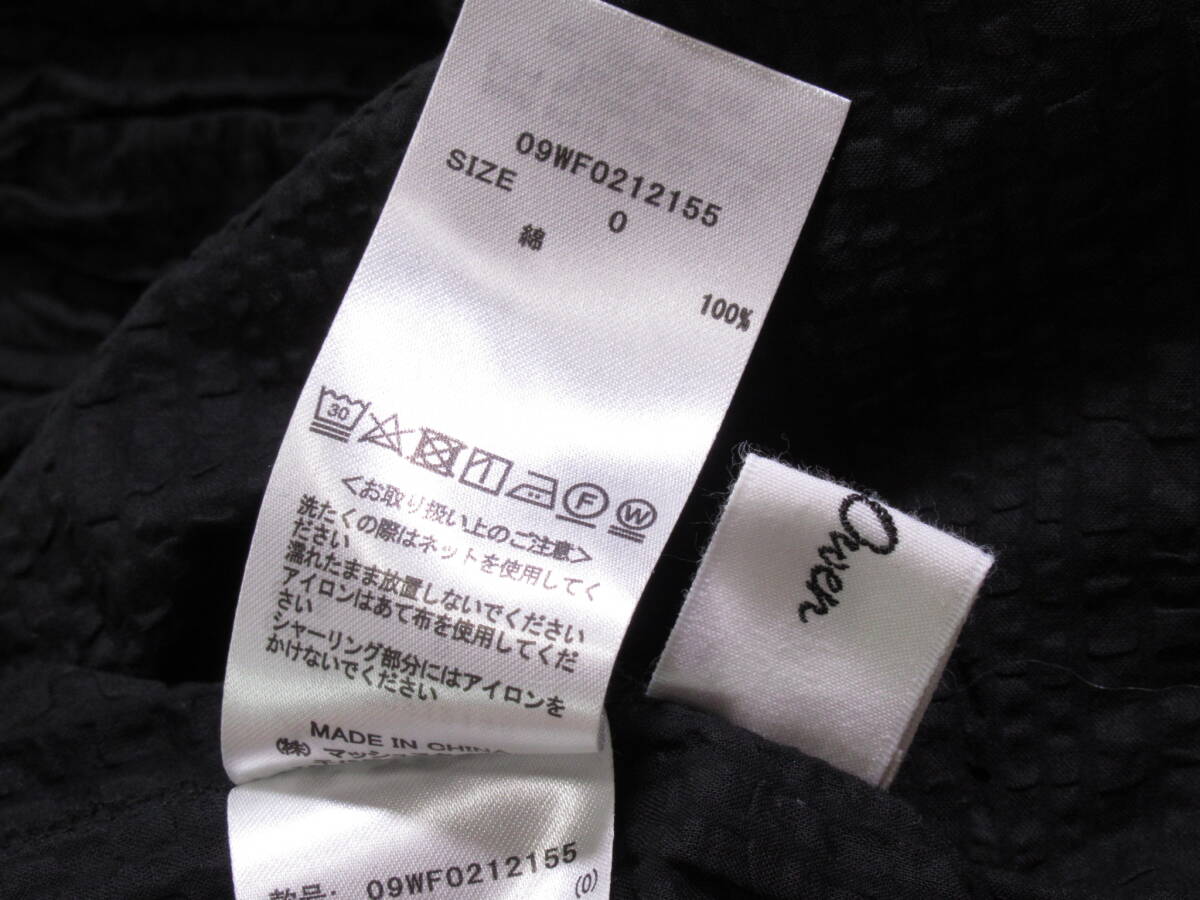 09WF0212155
SIZE 0
綿 100%
30
F W
<お取り扱い上のご注意>
洗たくの際はネットを使用してく
ださい
濡れたまま放置しないでください
アイロンはあて布を使用してくだ
さい
シャーリング部分にはアイロンを
かけないでください
MADE IN CHINA
(株) マッシュ
款号: 09WF0212155
(0)
Owen